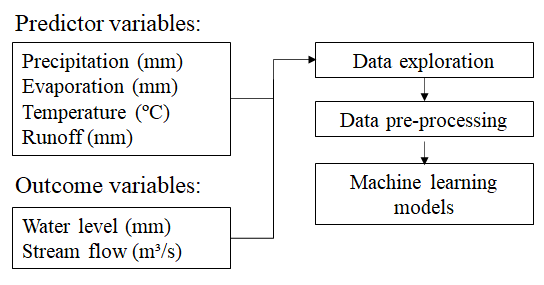 Predictor variables:
Precipitation (mm)
Evaporation (mm)
Temperature (ºC)
Runoff (mm)
Outcome variables:
Water level (mm)
Stream flow (m³/s)
Data exploration
Data pre-processing
Machine learning
models